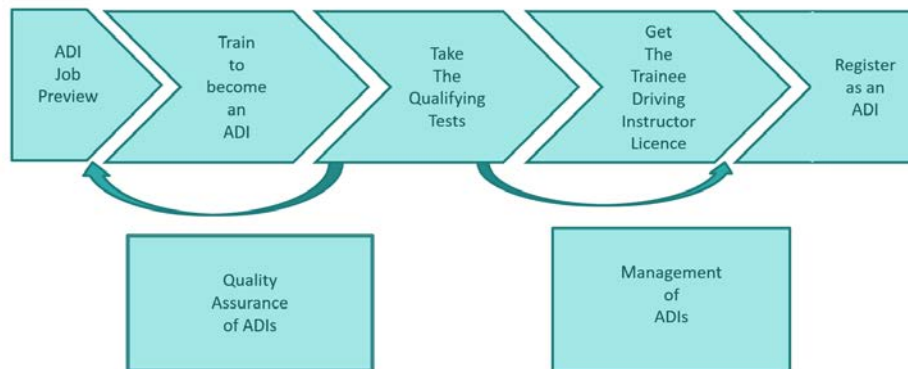 ADI
Job
Preview
Train
to
become
an
ADI
Take
The
Qualifying
Tests
Get
The
Trainee
Driving
Instructor
Licence
Register
as an
ADI
Quality
Assurance
of ADIs
Management
of
ADIs